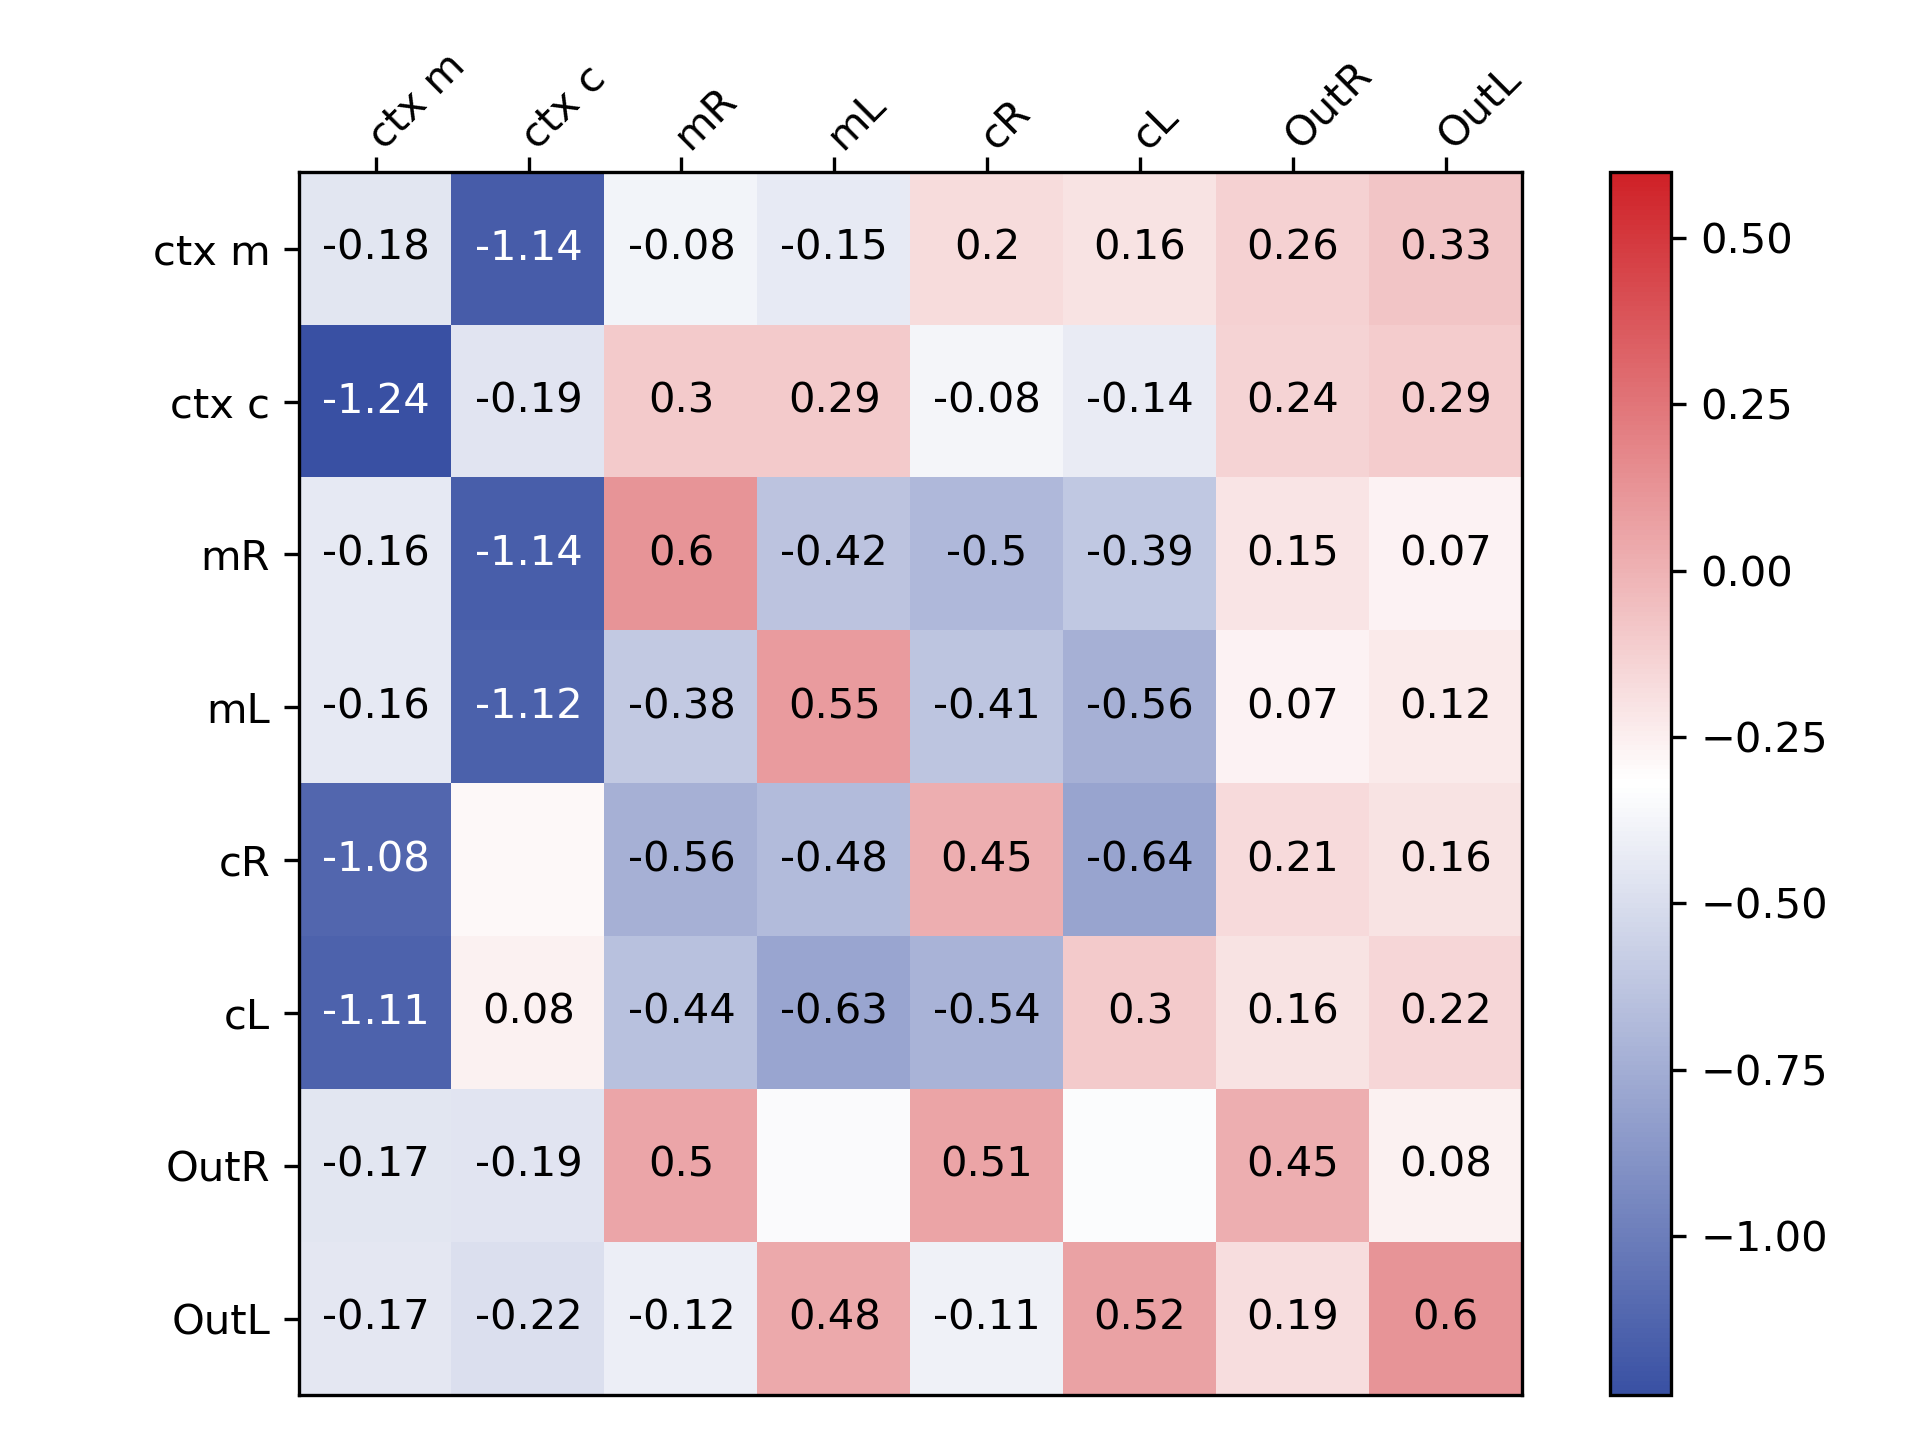 ctx m ctx c mR mL cR cL OutR OutL
ctx m -0.18 -1.14 -0.08 -0.15 0.2 0.16 0.26 0.33
ctx c -1.24 -0.19 0.3 0.29 -0.08 -0.14 0.24 0.29
mR -0.16 -1.14 0.6 -0.42 -0.5 -0.39 0.15 0.07
mL -0.16 -1.12 -0.38 0.55 -0.41 -0.56 0.07 0.12
cR -1.08 -0.56 -0.48 0.45 -0.64 0.21 0.16
cL -1.11 0.08 -0.44 -0.63 -0.54 0.3 0.16 0.22
OutR -0.17 -0.19 0.5 0.51 0.45 0.08
OutL -0.17 -0.22 -0.12 0.48 -0.11 0.52 0.19 0.6
0.50
0.25
0.00
−0.25
−0.50
−0.75
−1.00